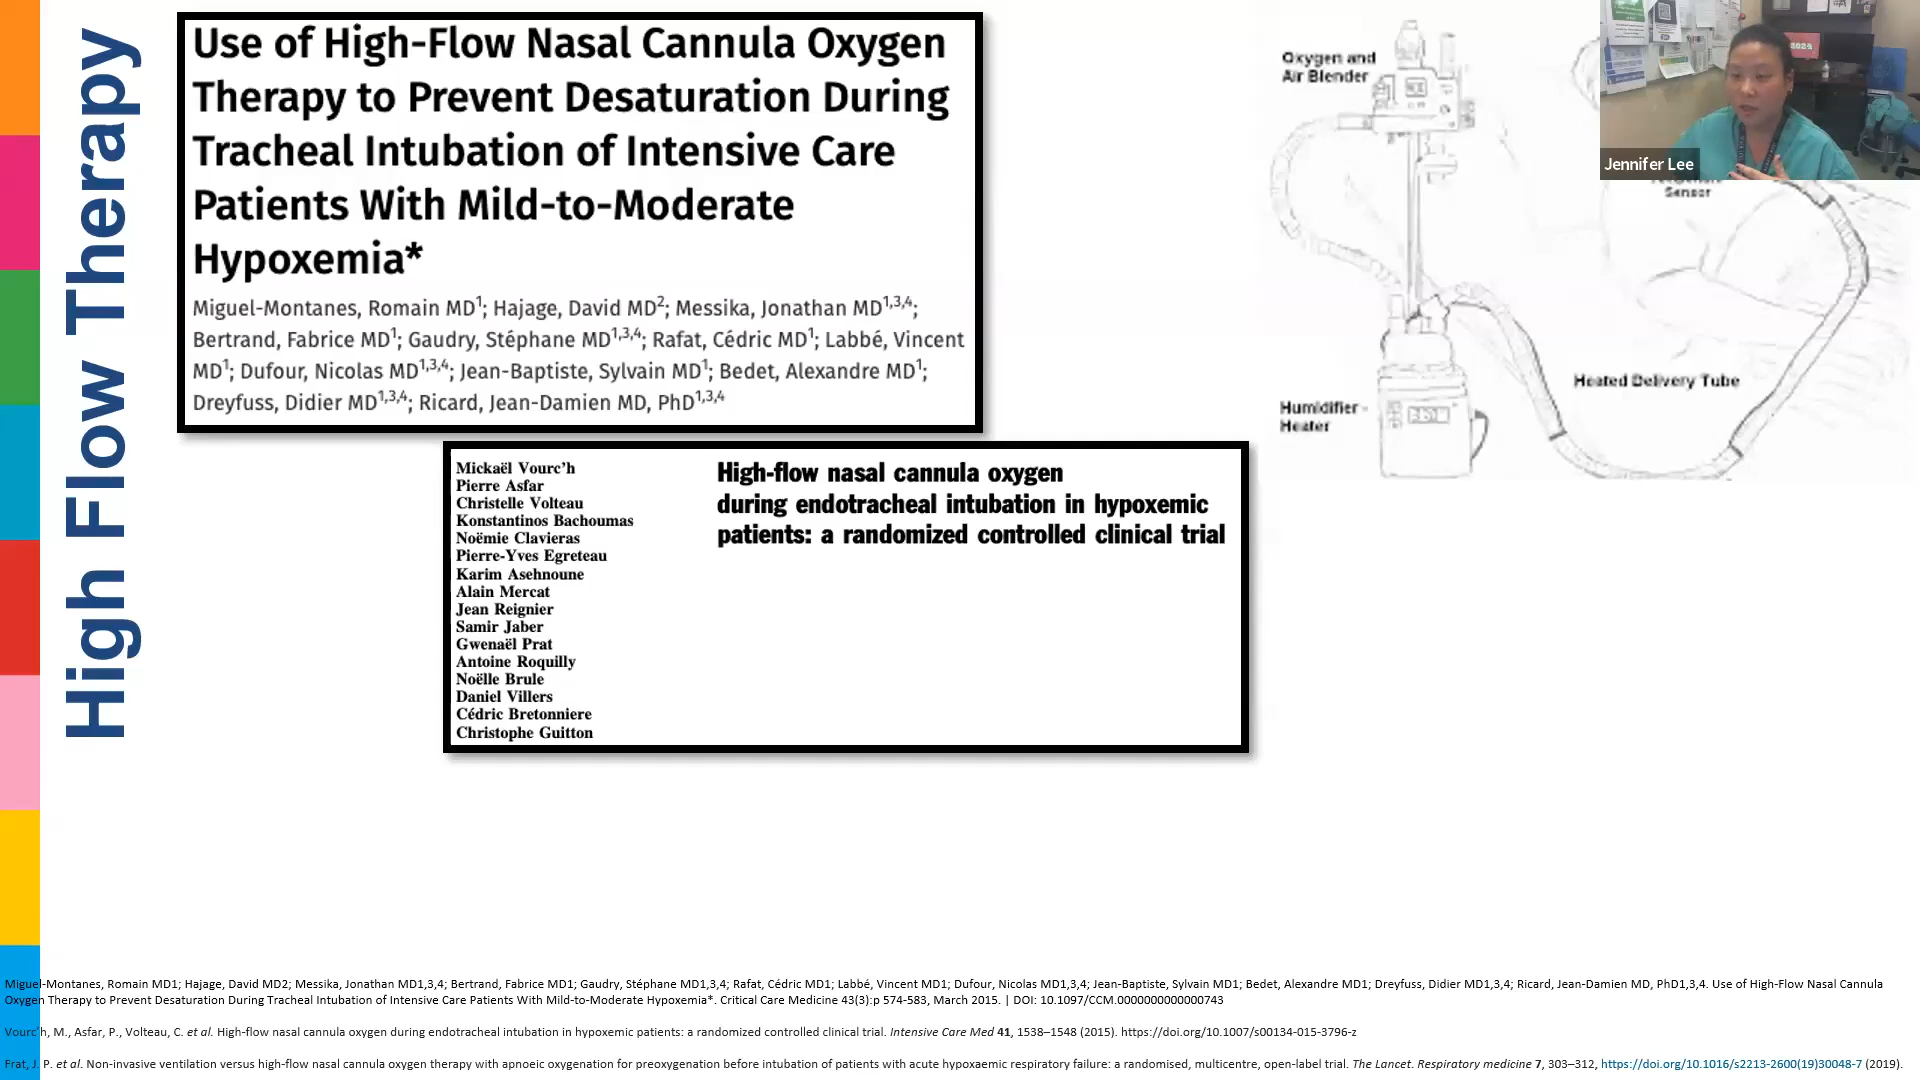 High Flow Therapy
Use of High-Flow Nasal Cannula Oxygen
Therapy to Prevent Desaturation During
Tracheal Intubation of Intensive Care
Patients With Mild-to-Moderate
Hypoxemia*
Miguel-Montanes, Romain MD1; Hajage, David MD2; Messika, Jonathan MD1,3,4;
Bertrand, Fabrice MD1; Gaudry, Stéphane MD1,3,4; Rafat, Cédric MD1; Labbé, Vincent
MD1; Dufour, Nicolas MD1,3,4; Jean-Baptiste, Sylvain MD1; Bedet, Alexandre MD1;
Dreyfuss, Didier MD1,3,4; Ricard, Jean-Damien MD, PhD1,3,4
Mickaël Vourc'h
Pierre Asfar
Christelle Volteau
Konstantinos Bachoumas
Noëmie Clavieras
Pierre-Yves Egreteau
Karim Asehnoune
Alain Mercat
Jean Reignier
Samir Jaber
Gwenaël Prat
Antoine Roquilly
Noëlle Brule
Daniel Villers
Cédric Bretonniere
Christophe Guitton
High-flow nasal cannula oxygen
during endotracheal intubation in hypoxemic
patients: a randomized controlled clinical trial
Oxygen and
Air Blender
Jennifer Lee
Sensor
Heated Delivery Tube
Humidifier -
Heater
Miguel-Montanes, Romain MD1; Hajage, David MD2; Messika, Jonathan MD1,3,4; Bertrand, Fabrice MD1; Gaudry, Stéphane MD1,3,4; Rafat, Cédric MD1; Labbé, Vincent MD1; Dufour, Nicolas MD1,3,4; Jean-Baptiste, Sylvain MD1; Bedet, Alexandre MD1; Dreyfuss, Didier MD1,3,4; Ricard, Jean-Damien MD, PhD1,3,4. Use of High-Flow Nasal Cannula
Oxygen Therapy to Prevent Desaturation During Tracheal Intubation of Intensive Care Patients With Mild-to-Moderate Hypoxemia*. Critical Care Medicine 43(3):p 574-583, March 2015. | DOI: 10.1097/CCM.0000000000000743
Vourc'h, M., Asfar, P., Volteau, C. et al. High-flow nasal cannula oxygen during endotracheal intubation in hypoxemic patients: a randomized controlled clinical trial. Intensive Care Med 41, 1538–1548 (2015). https://doi.org/10.1007/s00134-015-3796-z
Frat, J. P. et al. Non-invasive ventilation versus high-flow nasal cannula oxygen therapy with apnoeic oxygenation for preoxygenation before intubation of patients with acute hypoxaemic respiratory failure: a randomised, multicentre, open-label trial. The Lancet. Respiratory medicine 7, 303–312, https://doi.org/10.1016/s2213-2600(19)30048-7 (2019).